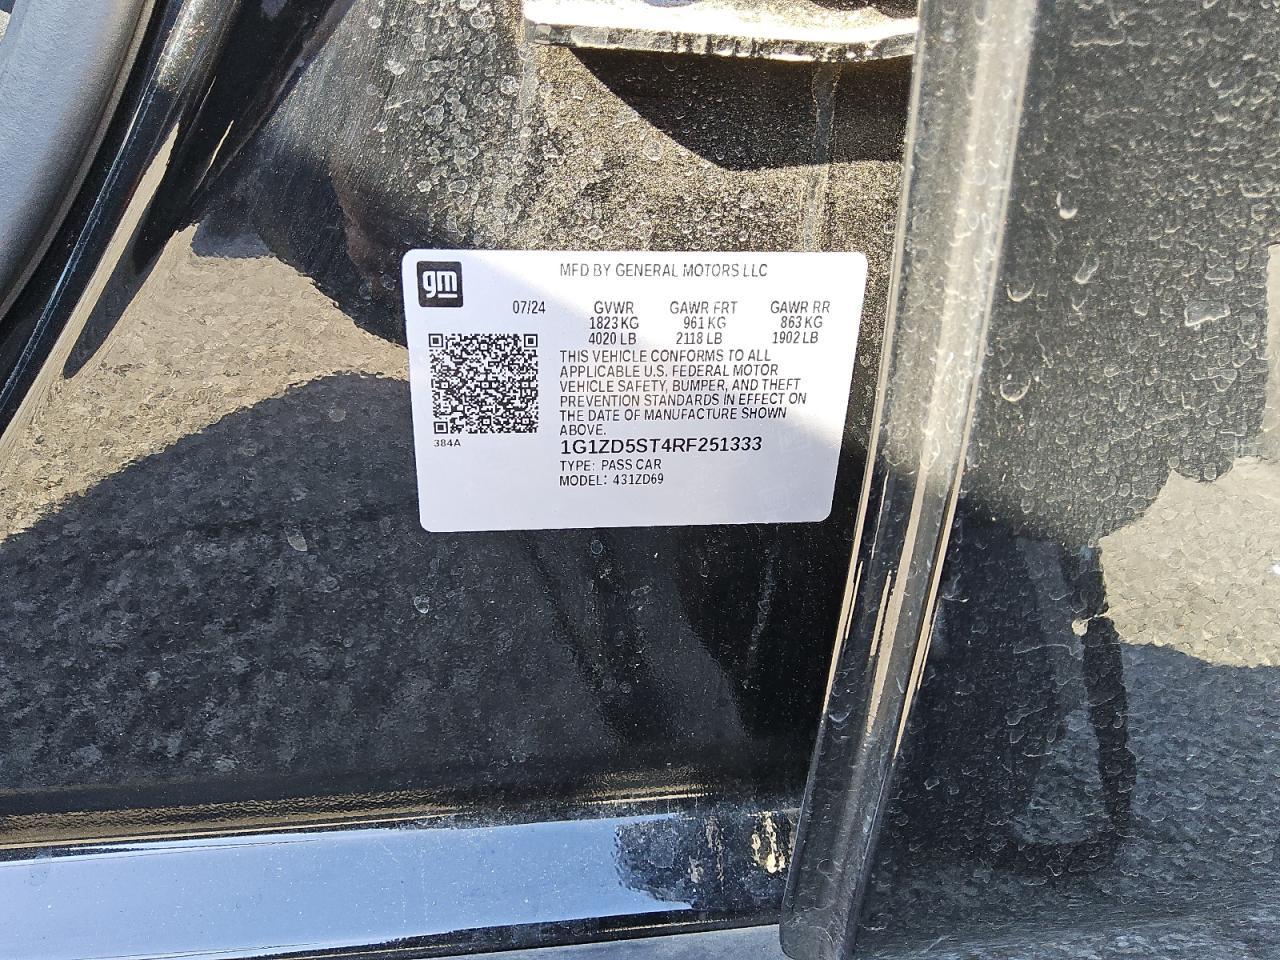 gm
MFD BY GENERAL MOTORS LLC
07/24 GVWR GAWR FRT GAWR RR
1823 KG 961 KG 863 KG
4020 LB 2118 LB 1902 LB
THIS VEHICLE CONFORMS TO ALL
APPLICABLE U.S. FEDERAL MOTOR
VEHICLE SAFETY, BUMPER, AND THEFT
PREVENTION STANDARDS IN EFFECT ON
THE DATE OF MANUFACTURE SHOWN
ABOVE.
384A
1G1ZD5ST4RF251333
TYPE: PASS CAR
MODEL: 431ZD69